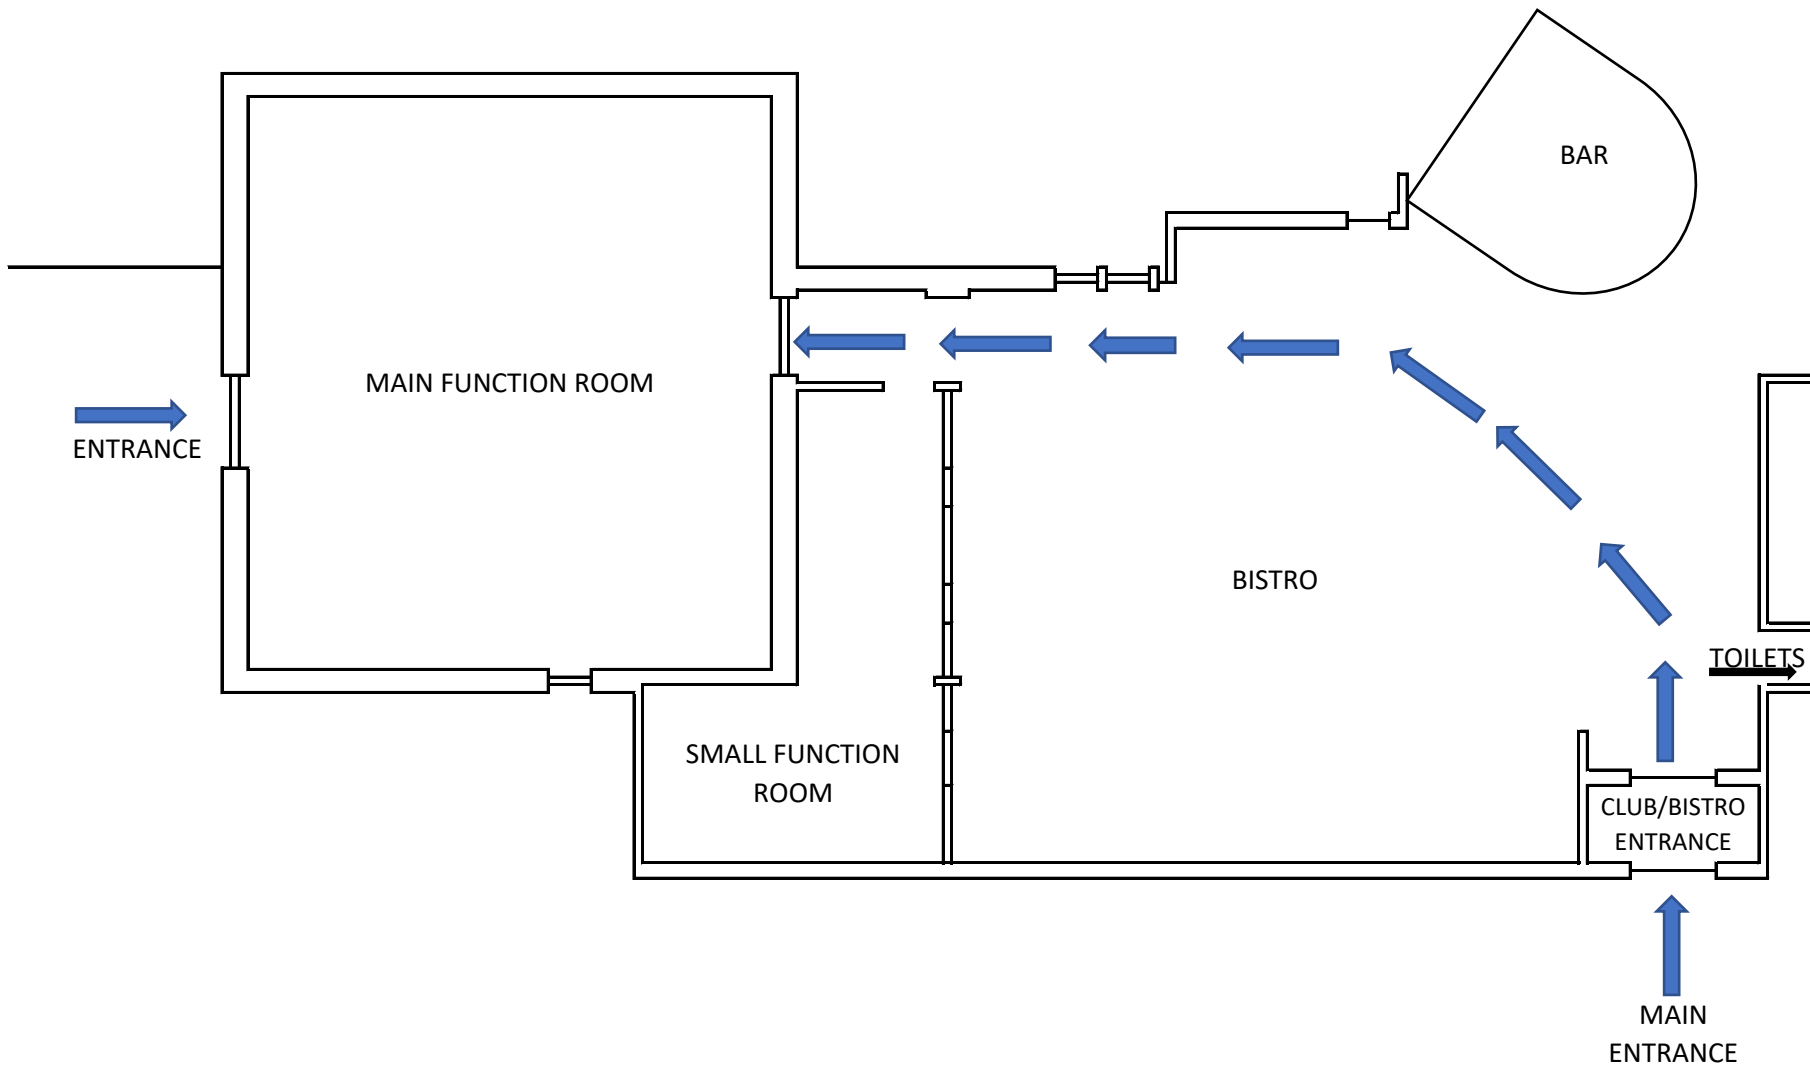 BAR
MAIN FUNCTION ROOM
ENTRANCE
BISTRO
TOILETS
SMALL FUNCTION
ROOM
CLUB/BISTRO
ENTRANCE
MAIN
ENTRANCE